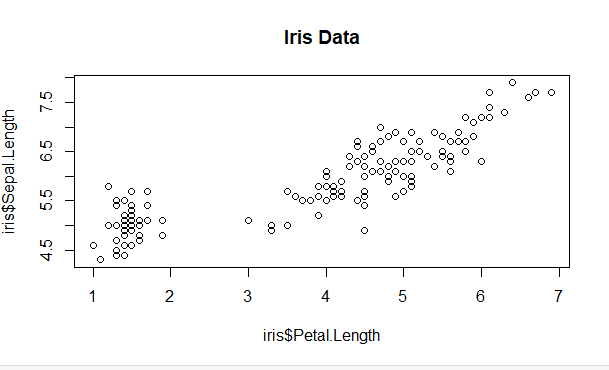 Iris Data
iris$Sepal.Length
7.5
6.5
5.5
4.5
1 2 3 4 5 6 7
iris$Petal.Length